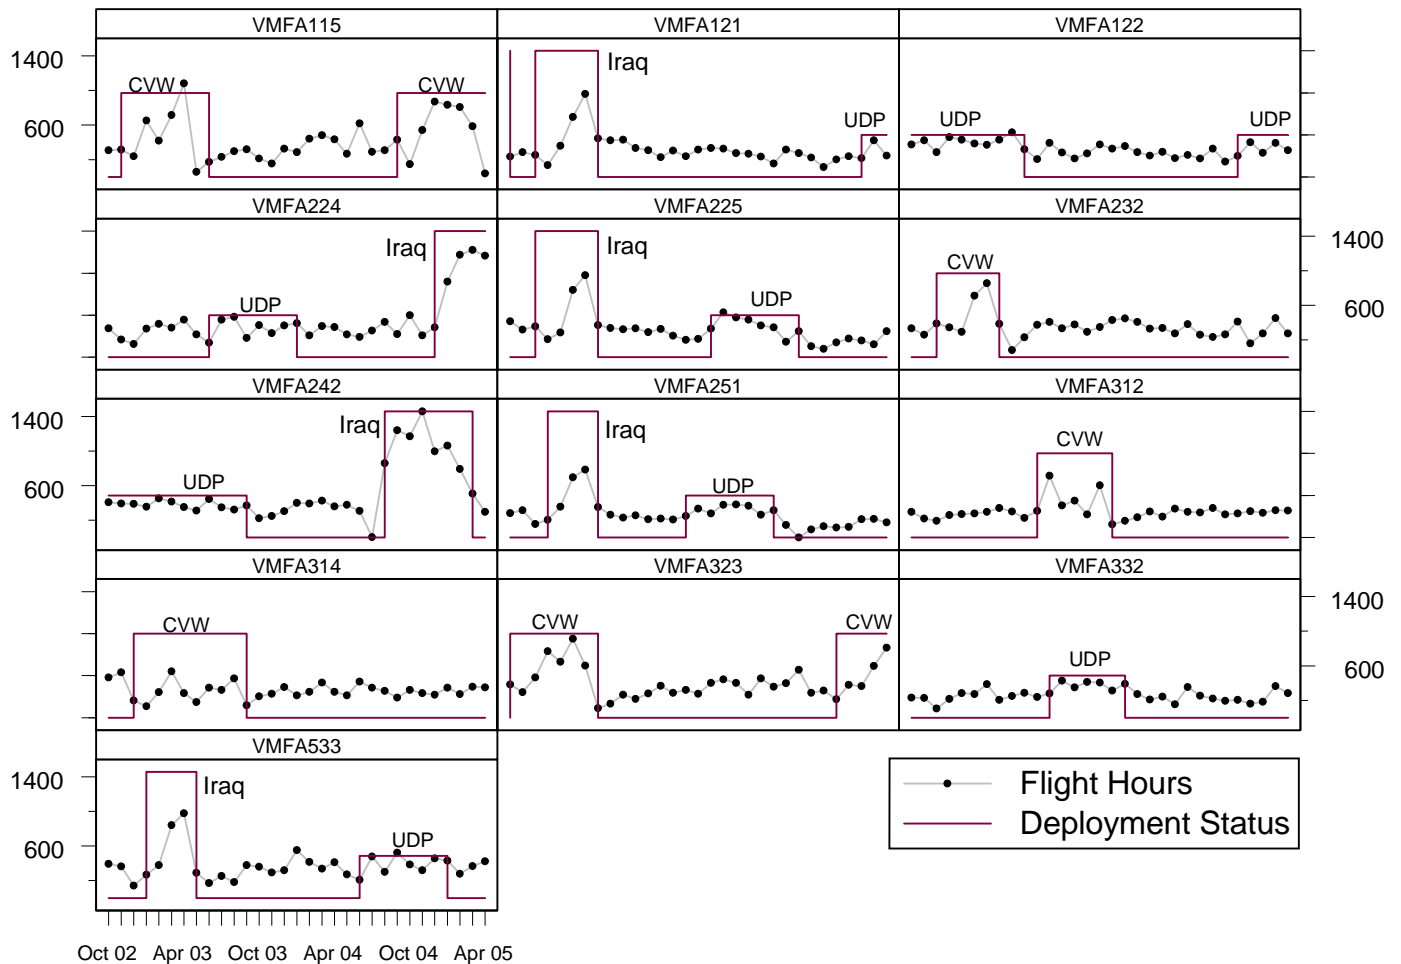 VMFA115 VMFA121 VMFA122
1400
Iraq
CVW CVW
600
UDP UDP UDP
VMFA224 VMFA225 VMFA232
Iraq Iraq 1400
CVW
UDP UDP 600
VMFA242 VMFA251 VMFA312
1400 Iraq Iraq
CVW
600 UDP UDP
VMFA314 VMFA323 VMFA332
1400
CVW CVW CVW
UDP 600
VMFA533
1400 Iraq
Flight Hours
Deployment Status
600 UDP
Oct 02 Apr 03 Oct 03 Apr 04 Oct 04 Apr 05